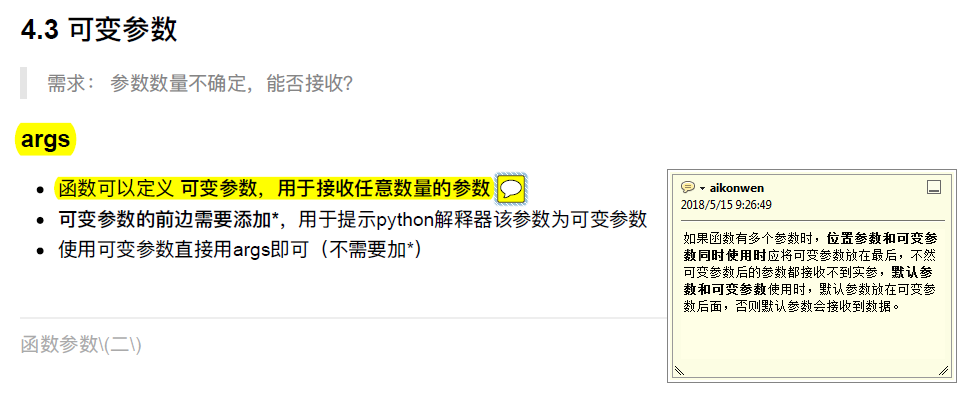 4.3 可变参数
需求： 参数数量不确定，能否接收？
args
函数可以定义 可变参数，用于接收任意数量的参数
可变参数的前边需要添加*，用于提示python解释器该参数为可变参数
使用可变参数直接用args即可（不需要加*）
函数参数\(二\)
aikonwen
2018/5/15 9:26:49
如果函数有多个参数时，位置参数和可变参
数同时使用时应将可变参数放在最后，不然
可变参数后的参数都接收不到实参，默认参
数和可变参数使用时，默认参数放在可变参
数后面，否则默认参数会接收到数据。